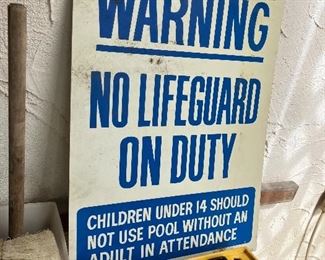 WARNING
NO LIFEGUARD
ON DUTY
CHILDREN UNDER 14 SHOULD
NOT USE POOL WITHOUT AN
ADULT IN ATTENDANCE